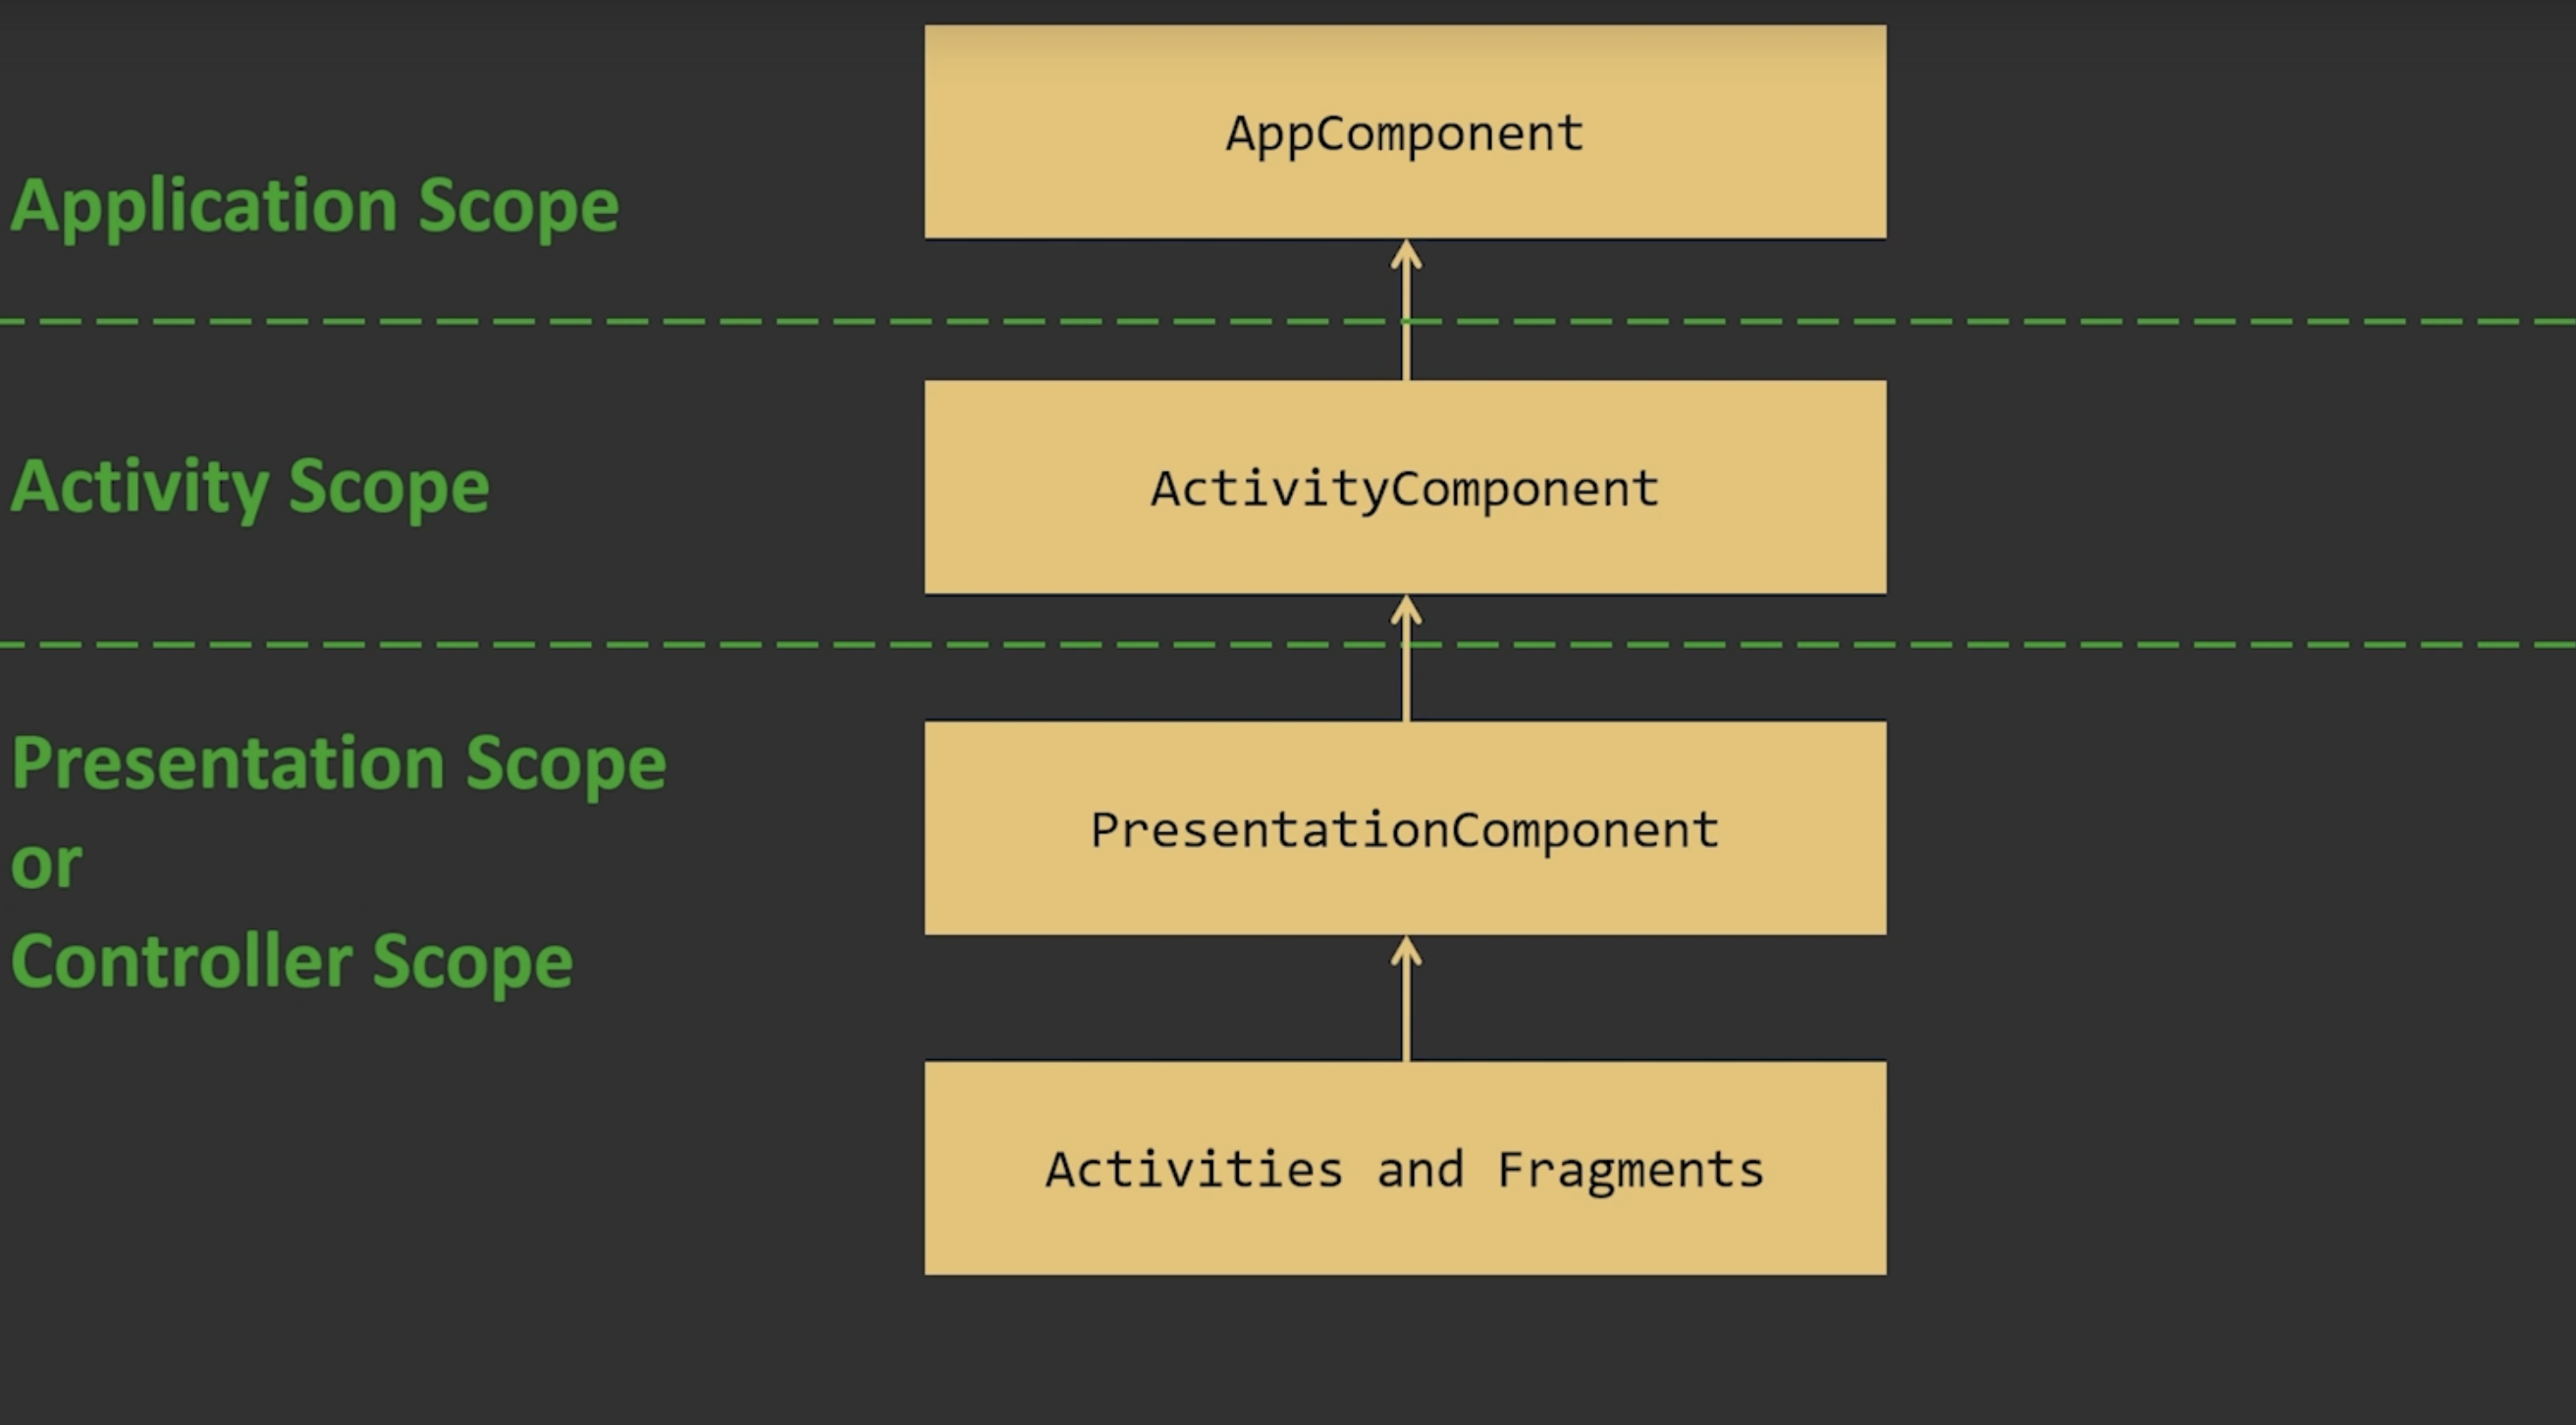 AppComponent
Application Scope
ActivityComponent
Activity Scope
Presentation Scope
or
Controller Scope
PresentationComponent
Activities and Fragments